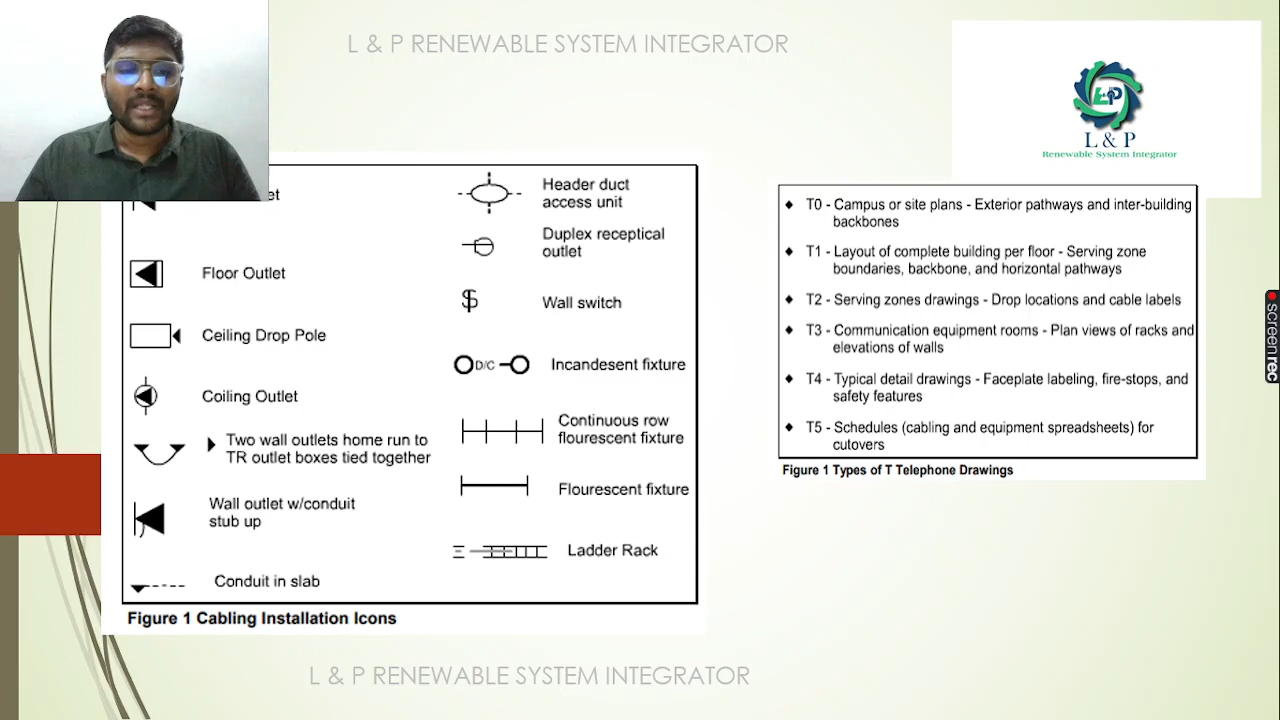 L & P RENEWABLE SYSTEM INTEGRATOR
L & P
Renewable System Integrator
Floor Outlet
Ceiling Drop Pole
Coiling Outlet
Two wall outlets home run to
TR outlet boxes tied together
Wall outlet w/conduit
stub up
Conduit in slab
Header duct
access unit
Duplex receptical
outlet
$ Wall switch
D/C Incandesent fixture
Continuous row
flourescent fixture
Flourescent fixture
Ladder Rack
Figure 1 Cabling Installation Icons
T0 - Campus or site plans - Exterior pathways and inter-building
backbones
T1 - Layout of complete building per floor - Serving zone
boundaries, backbone, and horizontal pathways
T2 - Serving zones drawings - Drop locations and cable labels
T3 - Communication equipment rooms - Plan views of racks and
elevations of walls
T4 - Typical detail drawings - Faceplate labeling, fire-stops, and
safety features
T5 - Schedules (cabling and equipment spreadsheets) for
cutovers
Figure 1 Types of T Telephone Drawings
screenrec
L & P RENEWABLE SYSTEM INTEGRATOR